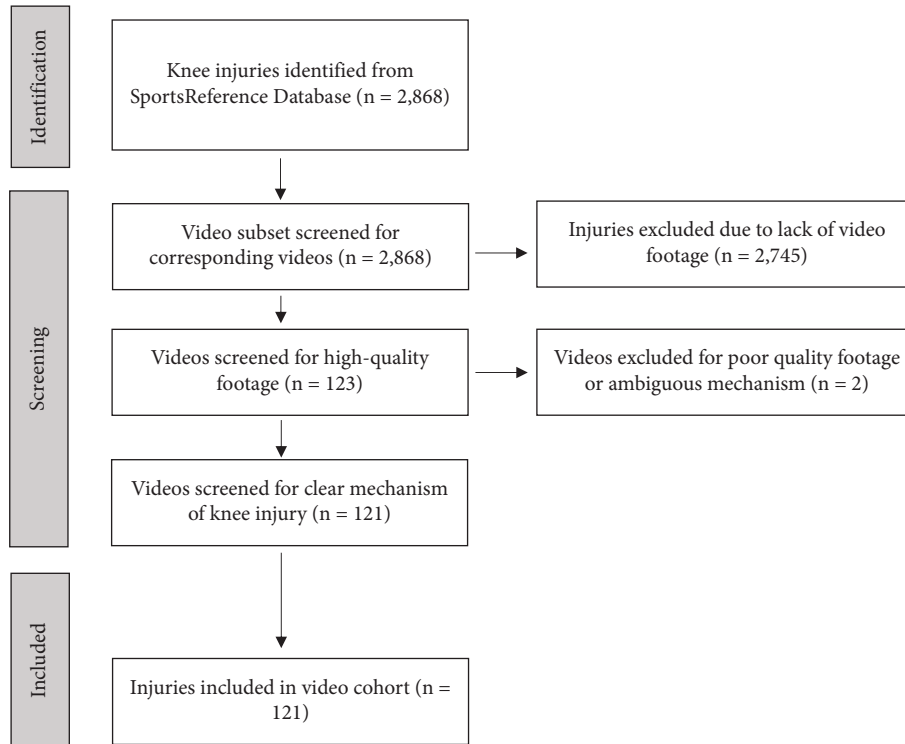 Identification
Knee injuries identified from
SportsReference Database (n = 2,868)
Screening
Video subset screened for
corresponding videos (n = 2,868)
Injuries excluded due to lack of video
footage (n = 2,745)
Videos screened for high-quality
footage (n = 123)
Videos excluded for poor quality footage
or ambiguous mechanism (n = 2)
Videos screened for clear mechanism
of knee injury (n = 121)
Included
Injuries included in video cohort (n =
121)